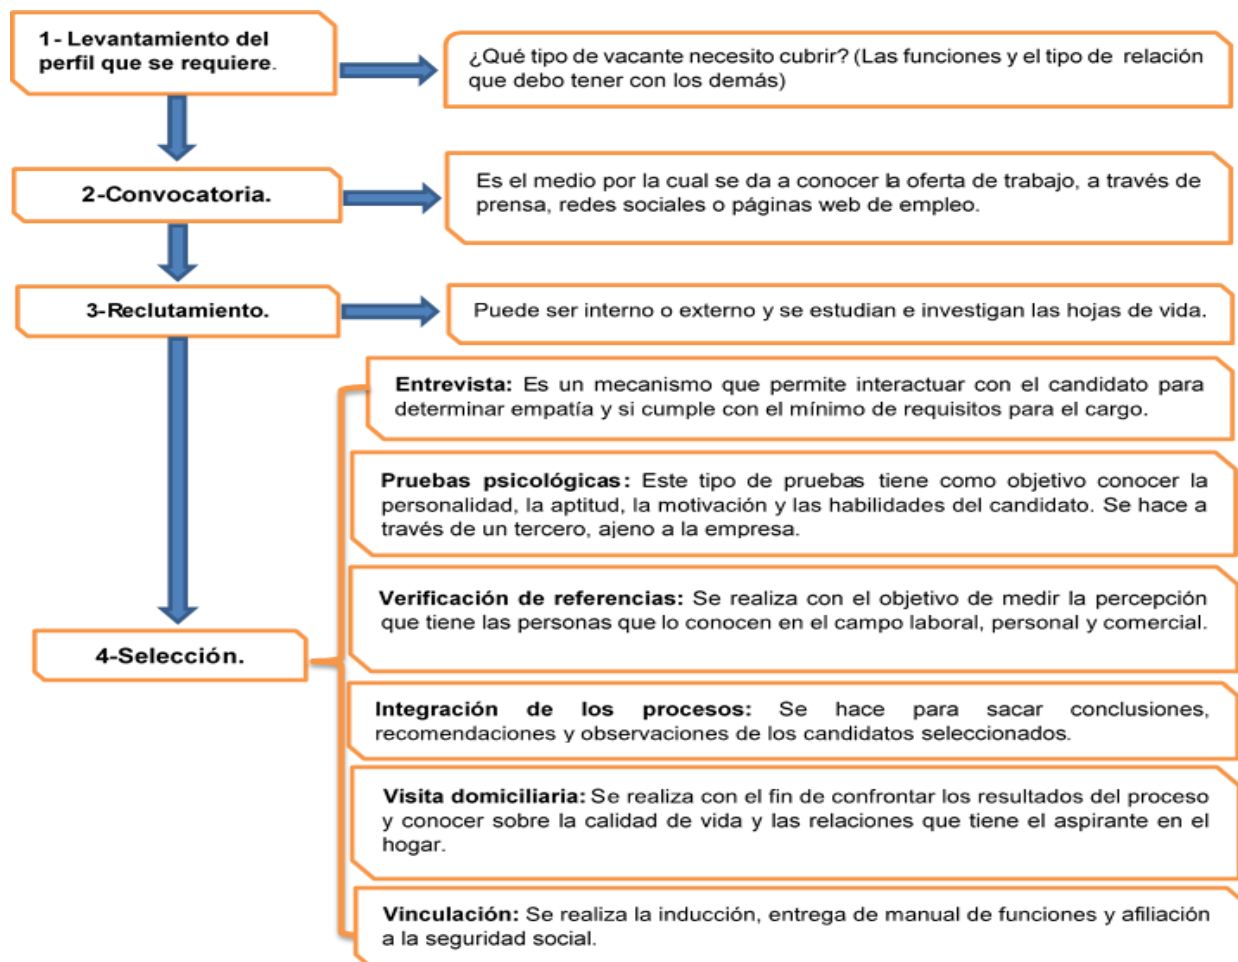 1- Levantamiento del
perfil que se requiere.
¿Qué tipo de vacante necesito cubrir? (Las funciones y el tipo de relación
que debo tener con los demás)
2-Convocatoria.
Es el medio por la cual se da a conocer la oferta de trabajo, a través de
prensa, redes sociales o páginas web de empleo.
3-Reclutamiento.
Puede ser interno o externo y se estudian e investigan las hojas de vida.
4-Selección.
Entrevista: Es un mecanismo que permite interactuar con el candidato para
determinar empatía y si cumple con el mínimo de requisitos para el cargo.
Pruebas psicológicas: Este tipo de pruebas tiene como objetivo conocer la
personalidad, la aptitud, la motivación y las habilidades del candidato. Se hace a
través de un tercero, ajeno a la empresa.
Verificación de referencias: Se realiza con el objetivo de medir la percepción
que tiene las personas que lo conocen en el campo laboral, personal y comercial.
Integración de los procesos: Se hace para sacar conclusiones,
recomendaciones y observaciones de los candidatos seleccionados.
Visita domiciliaria: Se realiza con el fin de confrontar los resultados del proceso
y conocer sobre la calidad de vida y las relaciones que tiene el aspirante en el
hogar.
Vinculación: Se realiza la inducción, entrega de manual de funciones y afiliación
a la seguridad social.